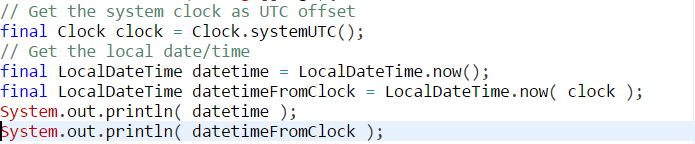 // Get the system clock as UTC offset
final Clock clock = Clock.systemUTC();
// Get the local date/time
final LocalDateTime datetime = LocalDateTime.now();
final LocalDateTime datetimeFromClock = LocalDateTime.now( clock );
System.out.println( datetime );
System.out.println( datetimeFromClock );